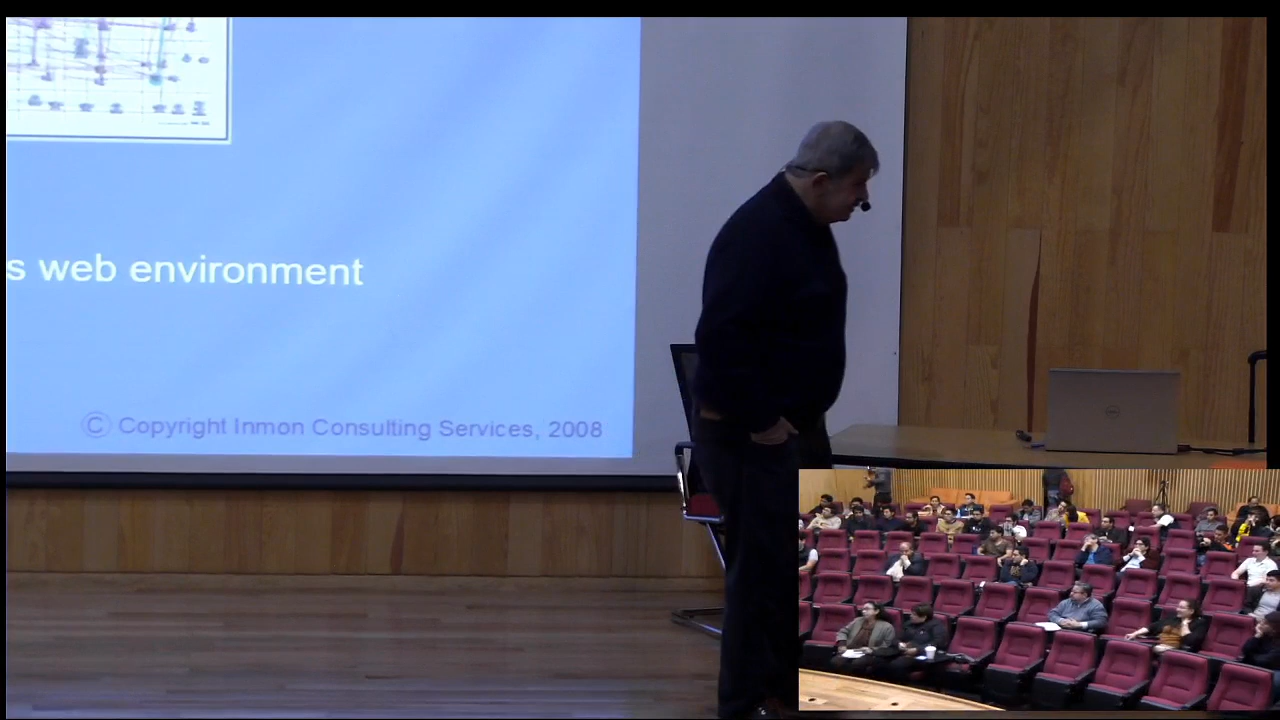 s web environment
© Copyright Inmon Consulting Services, 2008